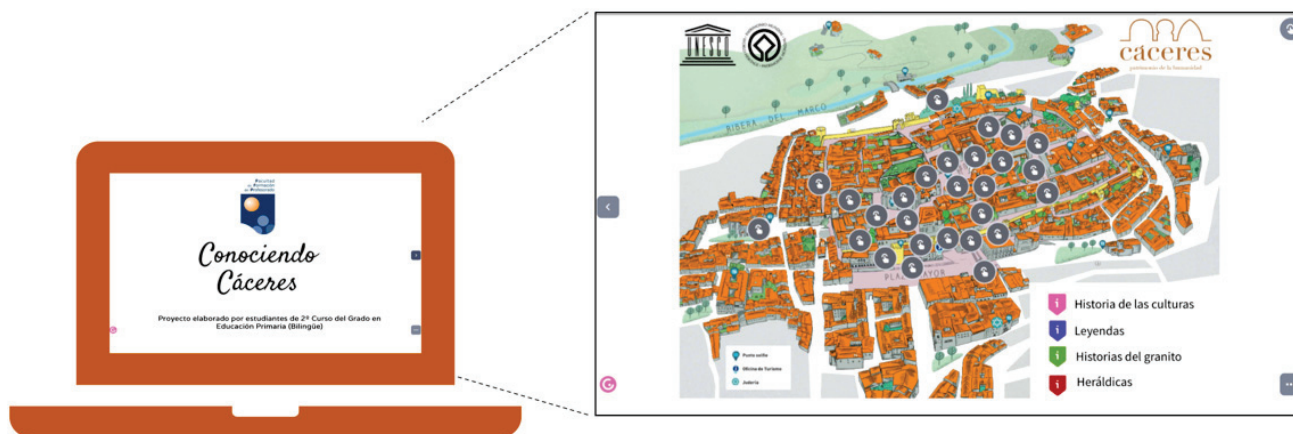 Facultad
de Formación
del Profesorado
Conociendo
Cáceres
Proyecto elaborado por estudiantes de 2º Curso del Grado en
Educación Primaria (Bilingüe)
UNESCO
cáceres
patrimonio de la humanidad
RIBERA DEL MARCO
PLAZA MAYOR
Punto selfie
Oficina de Turismo
Judería
Historia de las culturas
Leyendas
Historias del granito
Heráldicas